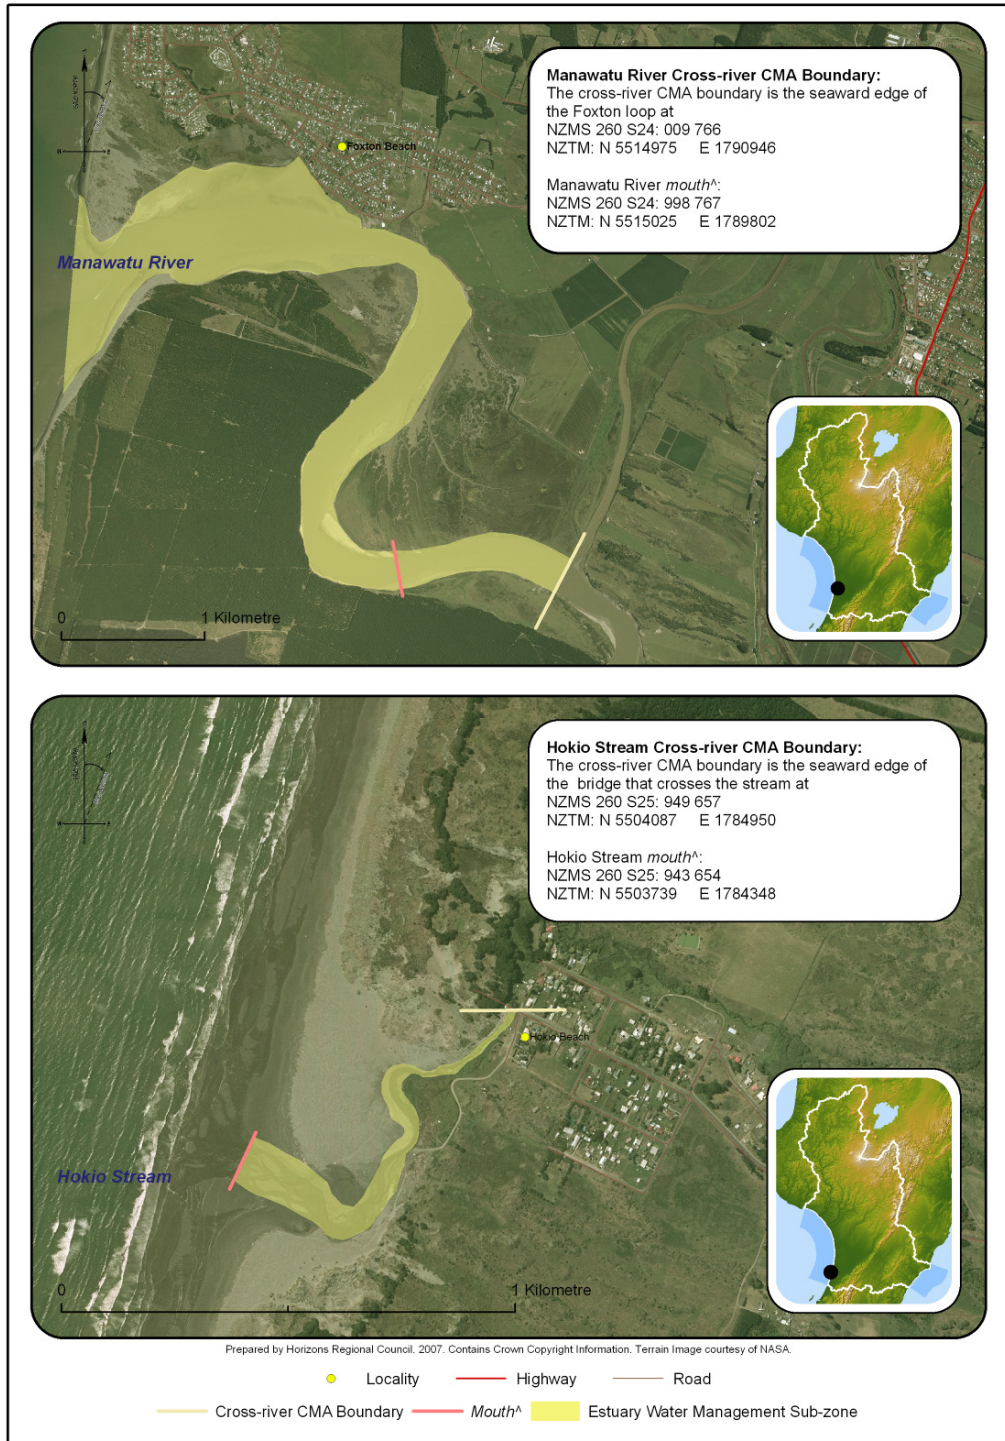 Manawatu River Cross-river CMA Boundary:
The cross-river CMA boundary is the seaward edge of
the Foxton loop at
NZMS 260 S24: 009 766
NZTM: N 5514975 E 1790946
Manawatu River mouth^:
NZMS 260 S24: 998 767
NZTM: N 5515025 E 1789802
Foxton Beach
Manawatu River
0 1 Kilometre
Hokio Stream Cross-river CMA Boundary:
The cross-river CMA boundary is the seaward edge of
the bridge that crosses the stream at
NZMS 260 S25: 949 657
NZTM: N 5504087 E 1784950
Hokio Stream mouth^:
NZMS 260 S25: 943 654
NZTM: N 5503739 E 1784348
Hokio Beach
Hokio Stream
0 1 Kilometre
Prepared by Horizons Regional Council. 2007. Contains Crown Copyright Information. Terrain Image courtesy of NASA.
Locality Highway Road
Cross-river CMA Boundary Mouth^ Estuary Water Management Sub-zone